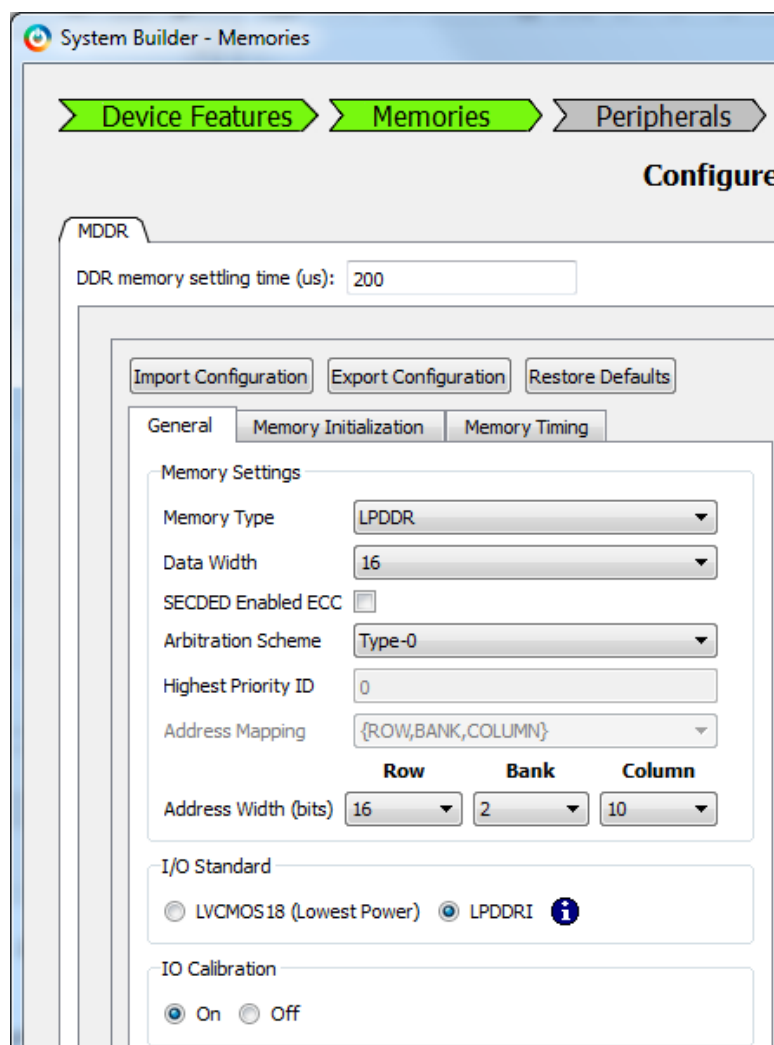 System Builder - Memories
Device Features Memories Peripherals
Configure
MDDR
DDR memory settling time (us): 200
Import Configuration Export Configuration Restore Defaults
General Memory Initialization Memory Timing
Memory Settings
Memory Type LPDDR
Data Width 16
SECDED Enabled ECC
Arbitration Scheme Type-0
Highest Priority ID 0
Address Mapping {ROW,BANK,COLUMN}
Row Bank Column
Address Width (bits) 16 2 10
I/O Standard
LVCMOS18 (Lowest Power) LPDDRI
IO Calibration
On Off